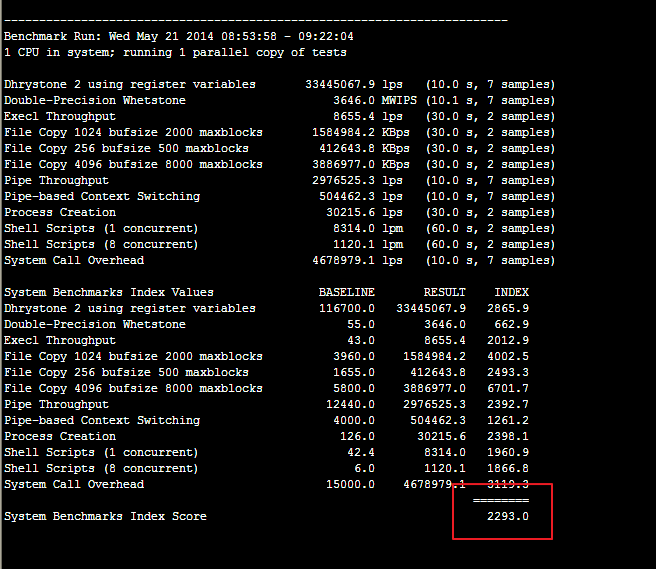 ------------------------------------------------------------------------
Benchmark Run: Wed May 21 2014 08:53:58 - 09:22:04
1 CPU in system; running 1 parallel copy of tests
Dhrystone 2 using register variables 33445067.9 lps (10.0 s, 7 samples)
Double-Precision Whetstone 3646.0 MWIPS (10.1 s, 7 samples)
Execl Throughput 8655.4 lps (30.0 s, 2 samples)
File Copy 1024 bufsize 2000 maxblocks 1584984.2 KBps (30.0 s, 2 samples)
File Copy 256 bufsize 500 maxblocks 412643.8 KBps (30.0 s, 2 samples)
File Copy 4096 bufsize 8000 maxblocks 3886977.0 KBps (30.0 s, 2 samples)
Pipe Throughput 2976525.3 lps (10.0 s, 7 samples)
Pipe-based Context Switching 504462.3 lps (10.0 s, 7 samples)
Process Creation 30215.6 lps (30.0 s, 2 samples)
Shell Scripts (1 concurrent) 8314.0 lpm (60.0 s, 2 samples)
Shell Scripts (8 concurrent) 1120.1 lpm (60.0 s, 2 samples)
System Call Overhead 4678979.1 lps (10.0 s, 7 samples)
System Benchmarks Index Values BASELINE RESULT INDEX
Dhrystone 2 using register variables 116700.0 33445067.9 2865.9
Double-Precision Whetstone 55.0 3646.0 662.9
Execl Throughput 43.0 8655.4 2012.9
File Copy 1024 bufsize 2000 maxblocks 3960.0 1584984.2 4002.5
File Copy 256 bufsize 500 maxblocks 1655.0 412643.8 2493.3
File Copy 4096 bufsize 8000 maxblocks 5800.0 3886977.0 6701.7
Pipe Throughput 12440.0 2976525.3 2392.7
Pipe-based Context Switching 4000.0 504462.3 1261.2
Process Creation 126.0 30215.6 2398.1
Shell Scripts (1 concurrent) 42.4 8314.0 1960.9
Shell Scripts (8 concurrent) 6.0 1120.1 1866.8
System Call Overhead 15000.0 4678979.1 3119.3
========
System Benchmarks Index Score 2293.0